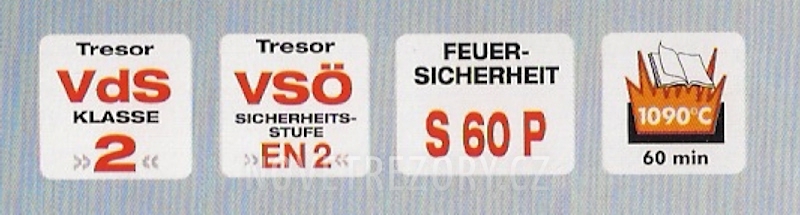 Tresor
VdS
KLASSE
»2«
Tresor
VSÖ
SICHERHEITS-
STUFE
»EN 2«
FEUER-
SICHERHEIT
S 60 P
1090°C
60 min
NOVETREZORY.CZ